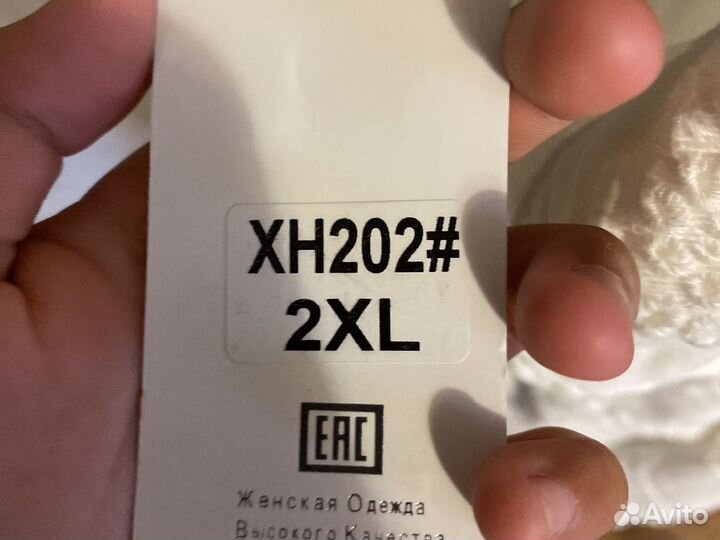 XH202#
2XL
EAC
Женская Одежда
Высокого Качества
Avito